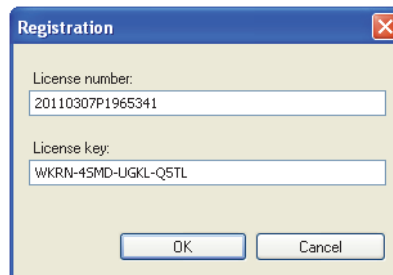 Registration
License number:
20110307P1965341
License key:
WKRN-4SMD-UGKL-Q5TL
OK
Cancel